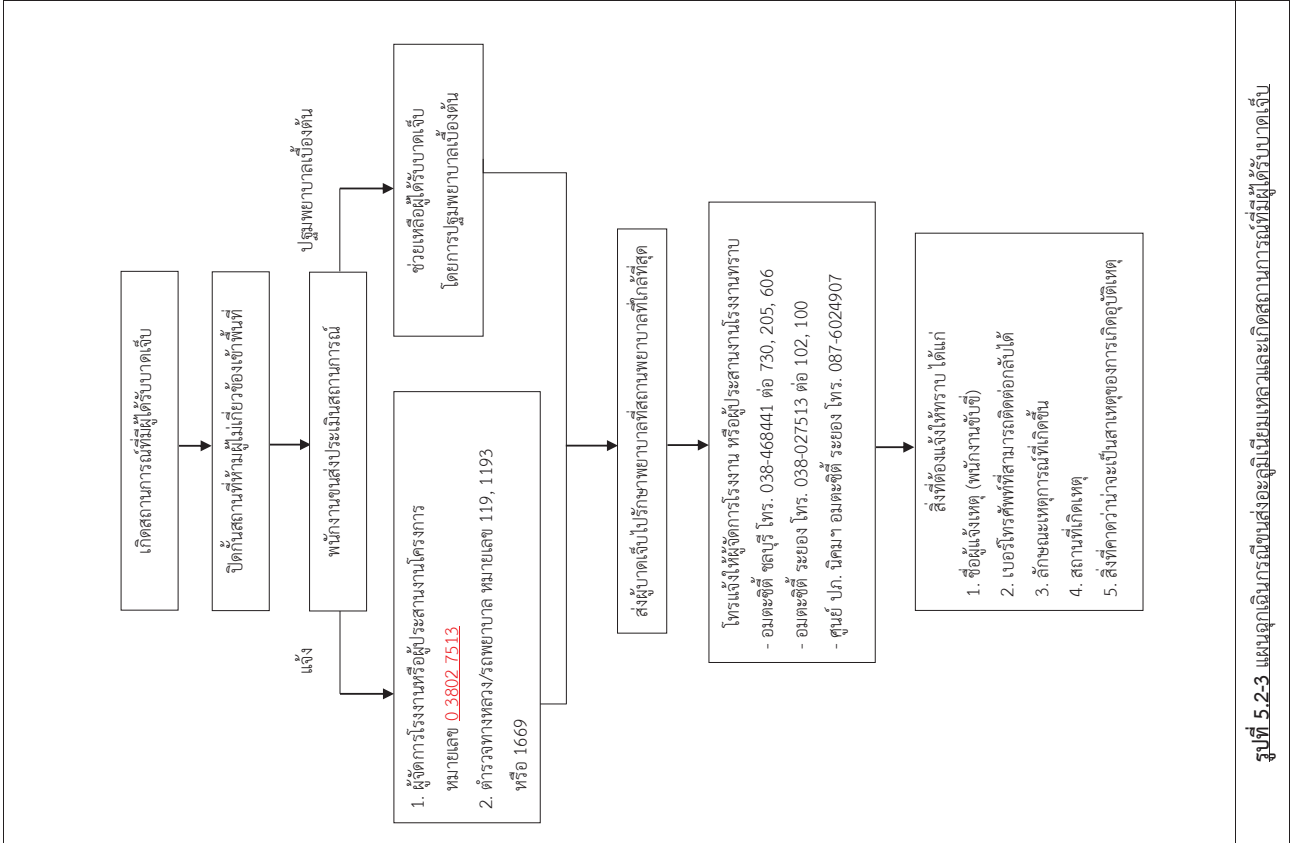 เกิดสถานการณ์ที่มีผู้ได้รับบาดเจ็บ
ปิดกั้นสถานที่ห้ามผู้ไม่เกี่ยวข้องเข้าพื้นที่
พนักงานขนส่งประเมินสถานการณ์
แจ้ง
ปฐมพยาบาลเบื้องต้น
1. ผู้จัดการโรงงานหรือผู้ประสานงานโครงการ
หมายเลข 0 3802 7513
2. ตำรวจทางหลวง/รถพยาบาล หมายเลข 119, 1193
หรือ 1669
ช่วยเหลือผู้ได้รับบาดเจ็บ
โดยการปฐมพยาบาลเบื้องต้น
ส่งผู้บาดเจ็บไปรักษาพยาบาลที่สถานพยาบาลที่ใกล้ที่สุด
โทรแจ้งให้ผู้จัดการโรงงาน หรือผู้ประสานงานโรงงานทราบ
- อมตะซิตี้ ชลบุรี โทร. 038-468441 ต่อ 730, 205, 606
- อมตะซิตี้ ระยอง โทร. 038-027513 ต่อ 102, 100
- ศูนย์ ปภ. นิคมฯ อมตะซิตี้ ระยอง โทร. 087-6024907
สิ่งที่ต้องแจ้งให้ทราบ ได้แก่
1. ชื่อผู้แจ้งเหตุ (พนักงานขับขี่)
2. เบอร์โทรศัพท์ที่สามารถติดต่อกลับได้
3. ลักษณะเหตุการณ์ที่เกิดขึ้น
4. สถานที่เกิดเหตุ
5. สิ่งที่คาดว่าน่าจะเป็นสาเหตุของการเกิดอุบัติเหตุ
รูปที่ 5.2-3 แผนฉุกเฉินกรณีขนส่งอะลูมิเนียมเหลวและเกิดสถานการณ์ที่มีผู้ได้รับบาดเจ็บ